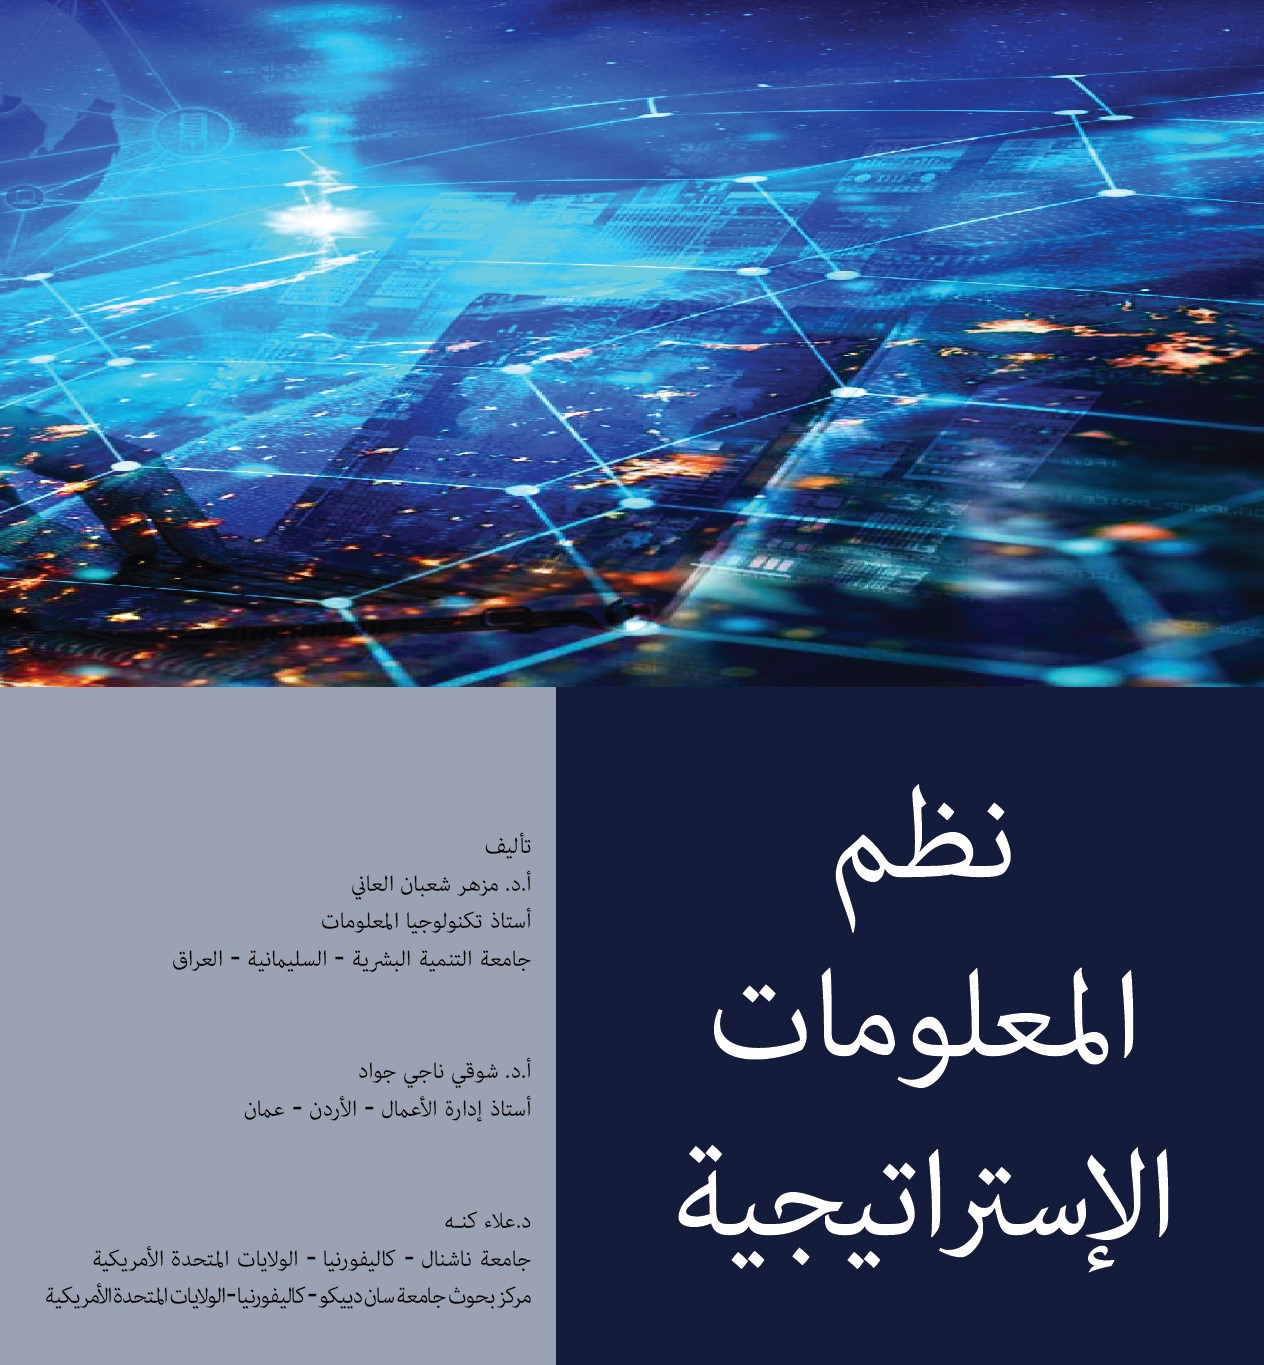 نظم
المعلومات
الإستراتيجية
تأليف
أ.د. مزهر شعبان العاني
أستاذ تكنولوجيا المعلومات
جامعة التنمية البشرية - السليمانية - العراق
أ.د. شوقي ناجي جواد
أستاذ إدارة الأعمال - الأردن - عمان
د.علاء كنـه
جامعة ناشنال - كاليفورنيا - الولايات المتحدة الأمريكية
مركز بحوث جامعة سان دييكو - كاليفورنيا - الولايات المتحدة الأمريكية